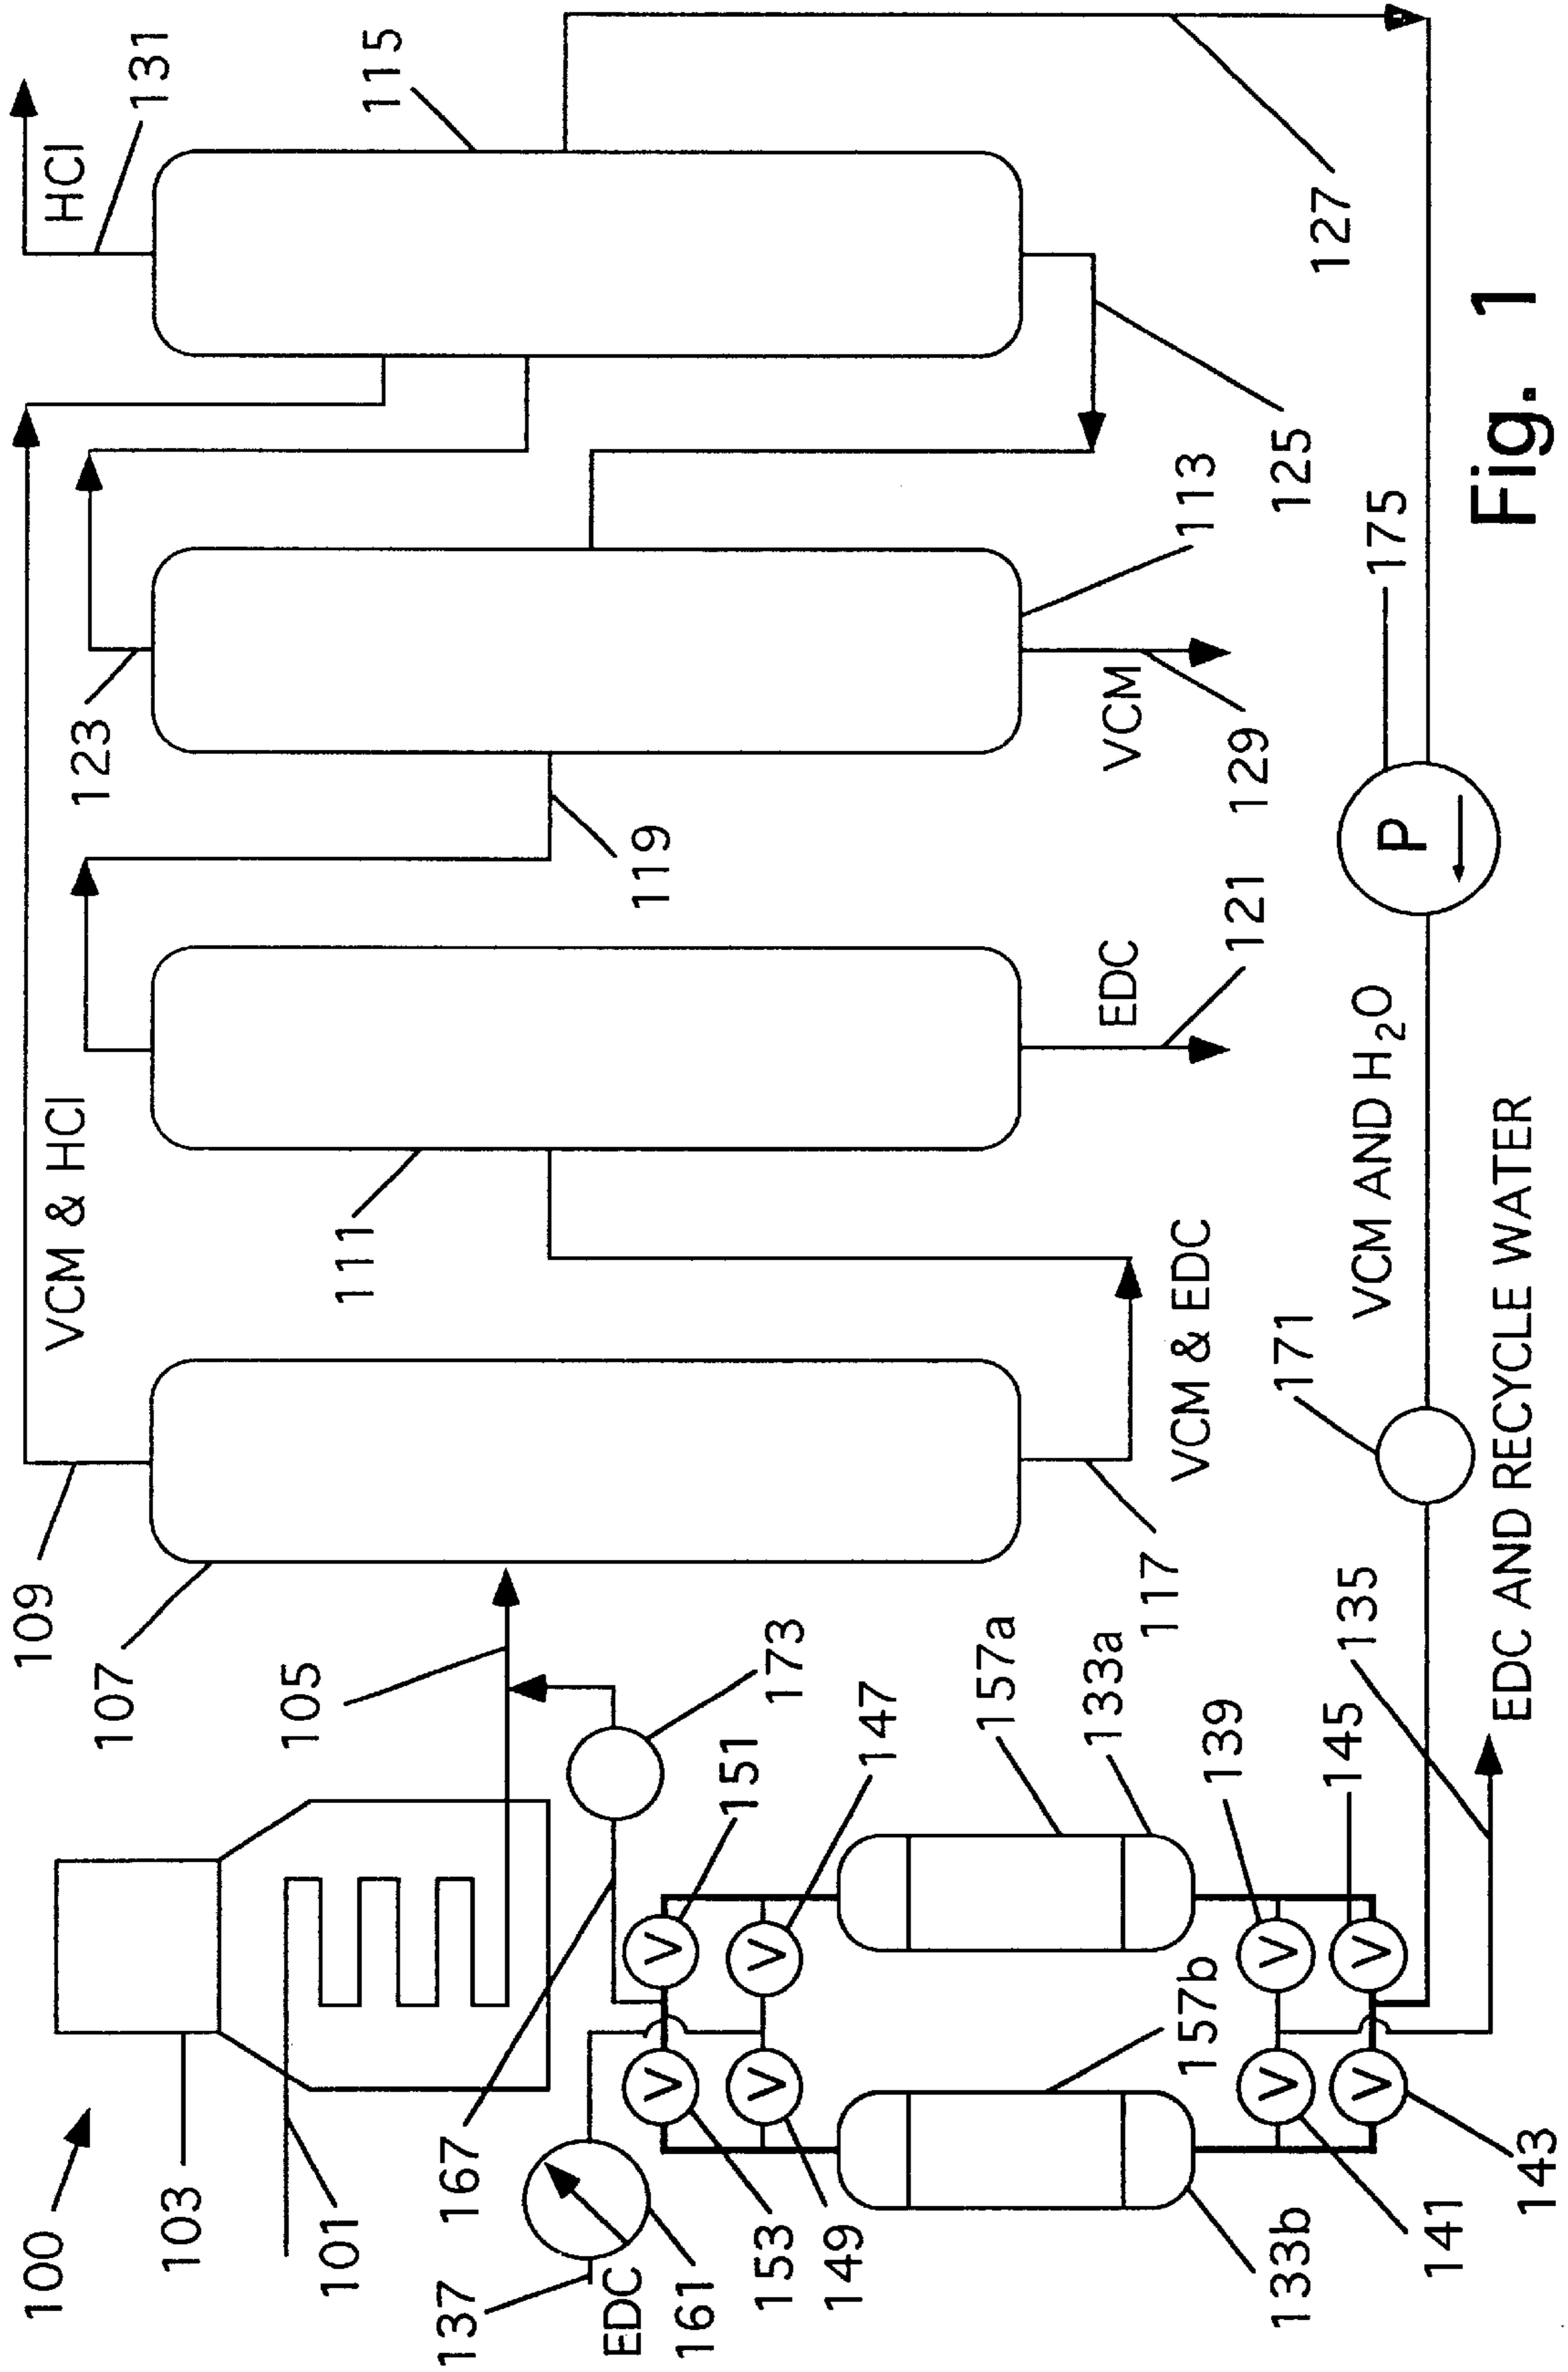 100
103
101
109
107
105
VCM & HCl
111
123
119
HCl
131
115
137
EDC
161
167
173
153
149
151
147
157a
133a
157b
133b
139
145
135
141
143
117
VCM & EDC
EDC
121
VCM
129
113
125
127
171
VCM AND H2O
P
175
V
V
V
V
V
V
V
V
EDC AND RECYCLE WATER
Fig. 1